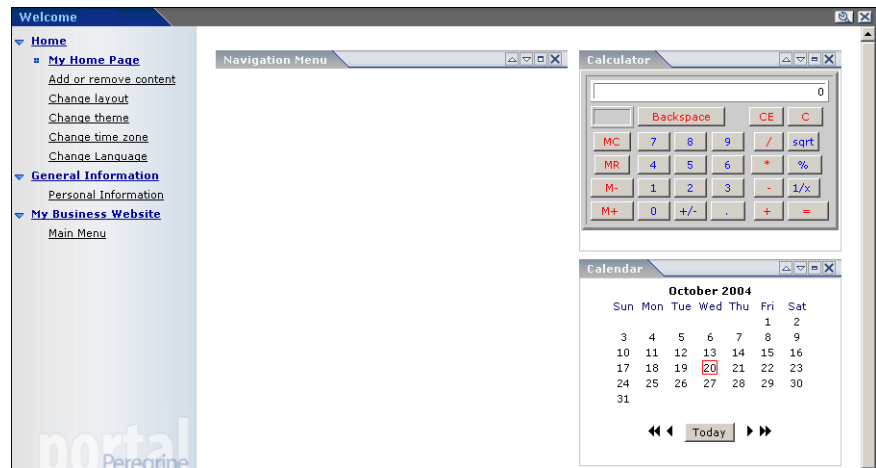 Welcome
Home
My Home Page
Add or remove content
Change layout
Change theme
Change time zone
Change Language
General Information
Personal Information
My Business Website
Main Menu
portal
Peregrine
Navigation Menu
Calculator
0
Backspace CE C
MC 7 8 9 / sqrt
MR 4 5 6 * %
M- 1 2 3 - 1/x
M+ 0 +/- . + =
Calendar
October 2004
Sun Mon Tue Wed Thu Fri Sat
1 2
3 4 5 6 7 8 9
10 11 12 13 14 15 16
17 18 19 20 21 22 23
24 25 26 27 28 29 30
31
Today